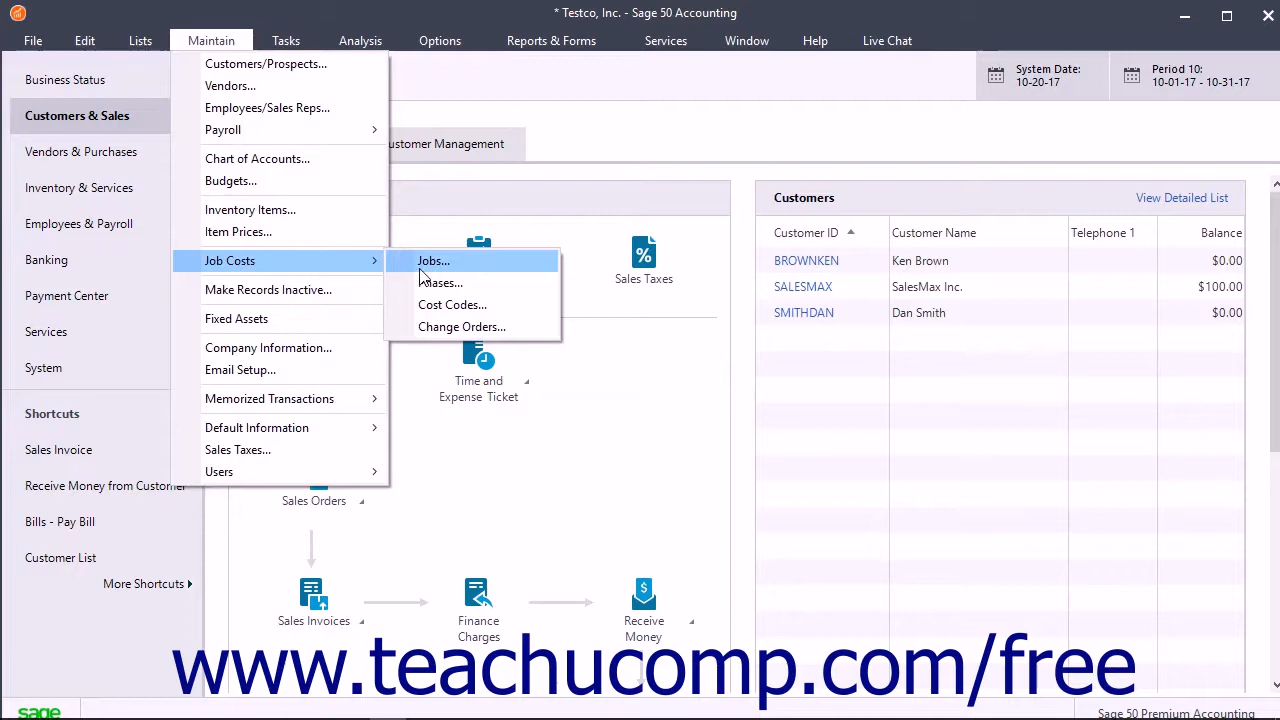 * Testco, Inc. - Sage 50 Accounting
File Edit Lists Maintain Tasks Analysis Options Reports & Forms Services Window Help Live Chat
System Date:
10-20-17
Period 10:
10-01-17 - 10-31-17
Business Status
Customers & Sales
Vendors & Purchases
Inventory & Services
Employees & Payroll
Banking
Payment Center
Services
System
Shortcuts
Sales Invoice
Receive Money from Customer
Bills - Pay Bill
Customer List
More Shortcuts
Customers/Prospects...
Vendors...
Employees/Sales Reps...
Payroll
Chart of Accounts...
Budgets...
Inventory Items...
Item Prices...
Job Costs
Make Records Inactive...
Fixed Assets
Company Information...
Email Setup...
Memorized Transactions
Default Information
Sales Taxes...
Users
Jobs...
Cost Codes...
Change Orders...
Management
Sales Taxes
Time and
Expense Ticket
Sales Orders
Sales Invoices
Finance
Charges
Receive
Money
Customers
View Detailed List
Customer ID Customer Name Telephone 1 Balance
BROWNKEN Ken Brown $0.00
SALESMAX SalesMax Inc. $100.00
SMITHDAN Dan Smith $0.00
www.teachucomp.com/free
sage
Sage 50 Premium Accounting